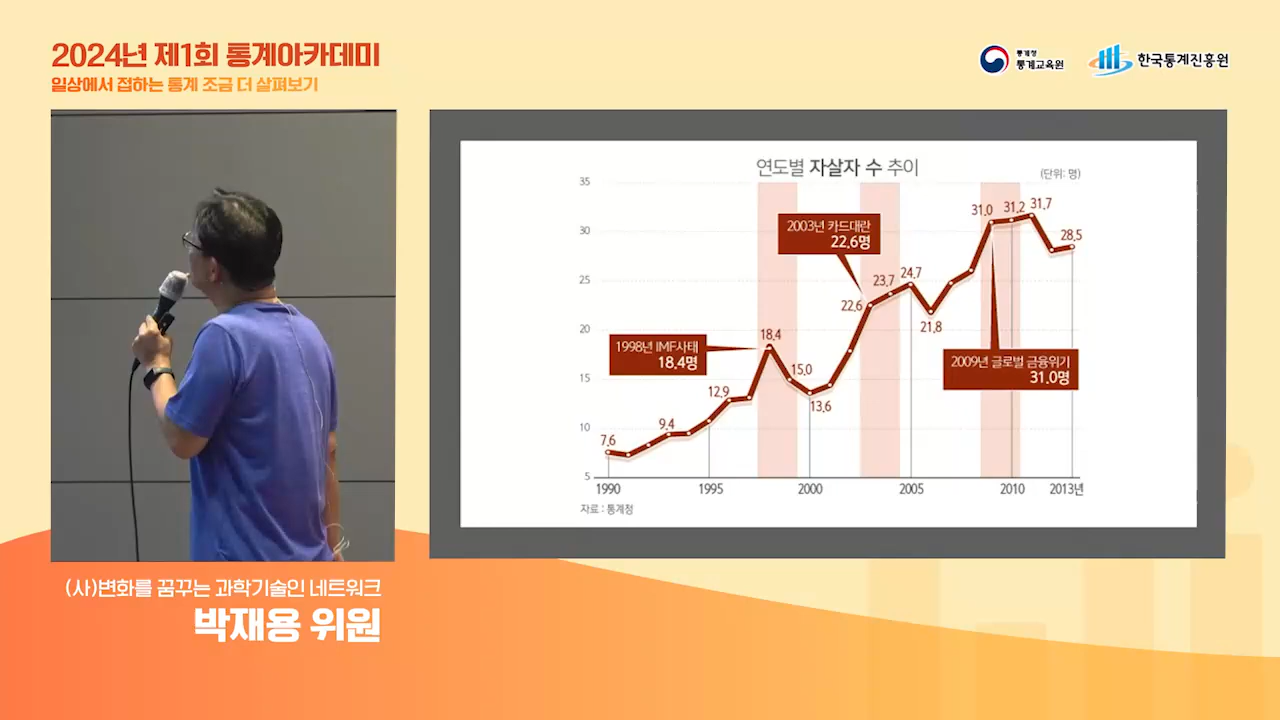 2024년 제1회 통계아카데미
일상에서 접하는 통계 조금 더 살펴보기
통계청
통계교육원
한국통계진흥원
연도별 자살자 수 추이
(단위: 명)
35
30
25
20
15
10
5
7.6
9.4
12.9
18.4
15.0
13.6
22.6
23.7
24.7
21.8
31.0
31.2
31.7
28.5
1998년 IMF사태
18.4명
2003년 카드대란
22.6명
2009년 글로벌 금융위기
31.0명
1990
1995
2000
2005
2010
2013년
자료 : 통계청
(사)변화를 꿈꾸는 과학기술인 네트워크
박재용 위원